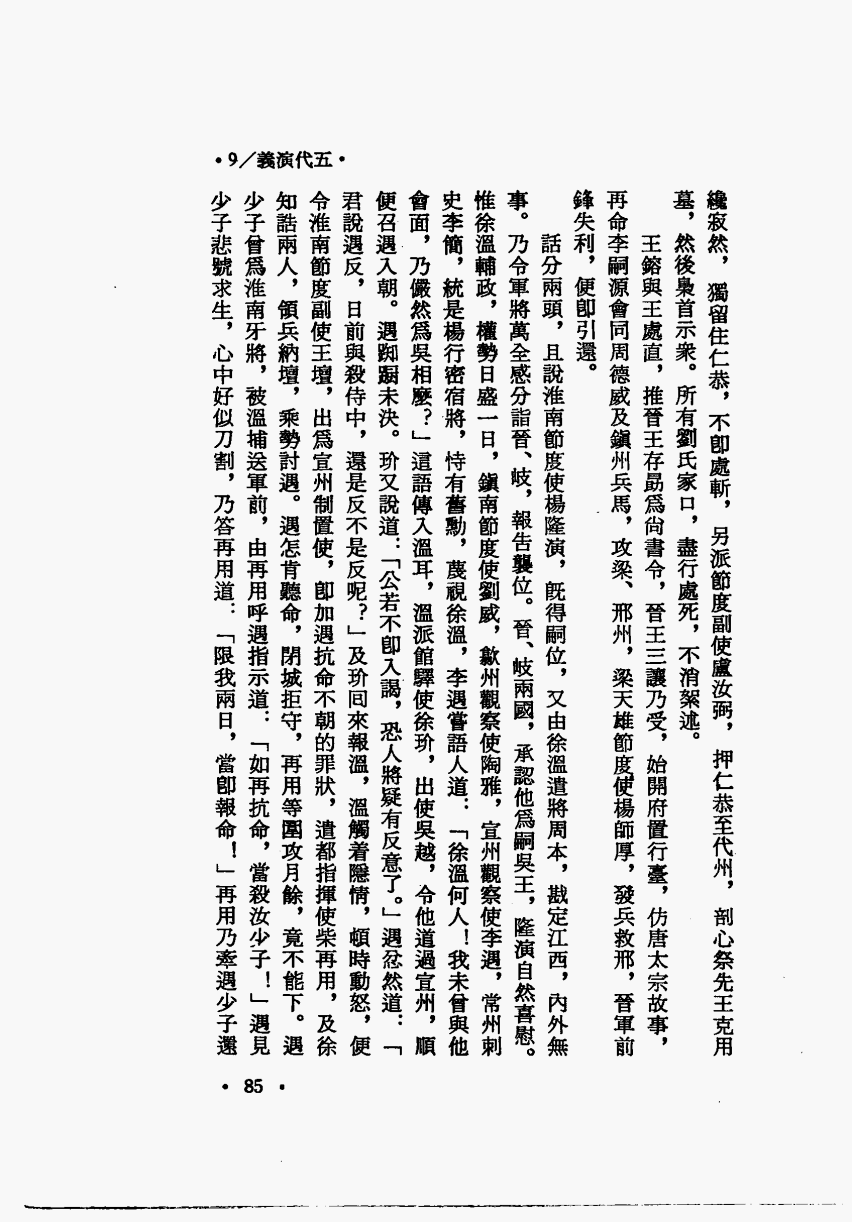 •9/義演代五•
纔寂然，獨留住仁恭，不卽處斬，另派節度副使盧汝弼，押仁恭至代州，剖心祭先王克用
墓，然後梟首示衆。所有劉氏家口，盡行處死，不消絮述。
王鎔與王處直，推晉王存勗爲尙書令，晉王三讓乃受，始開府置行臺，仿唐太宗故事，
再命李嗣源會同周德威及鎭州兵馬，攻梁、邢州，梁天雄節度使楊師厚，發兵救邢，晉軍前
鋒失利，便卽引還。
話分兩頭，且說淮南節度使楊隆演，旣得嗣位，又由徐溫遣將周本，戡定江西，內外無
事。乃令軍將萬全感分詣晉、岐，報告襲位。晉、岐兩國，承認他爲嗣吳王，隆演自然喜慰。
惟徐溫輔政，權勢日盛一日，鎭南節度使劉威，歙州觀察使陶雅，宣州觀察使李遇，常州刺
史李簡，統是楊行密宿將，恃有舊勳，蔑視徐溫，李遇嘗語人道：「徐溫何人！我未曾與他
會面，乃儼然爲吳相麼？」這語傳入溫耳，溫派館驛使徐玠，出使吳越，令他道過宣州，順
便召遇入朝。遇踟躕未決。玠又說道：「公若不卽入謁，恐人將疑有反意了。」遇忿然道：「
君說遇反，日前與殺侍中，還是反不是反呢？」及玠囘來報溫，溫觸着隱情，頓時動怒，便
令淮南節度副使王壇，出爲宣州制置使，卽加遇抗命不朝的罪狀，遣都指揮使柴再用，及徐
知誥兩人，領兵納壇，乘勢討遇。遇怎肯聽命，閉城拒守，再用等圍攻月餘，竟不能下。遇
少子曾爲淮南牙將，被溫捕送軍前，由再用呼遇指示道：「如再抗命，當殺汝少子！」遇見
少子悲號求生，心中好似刀割，乃答再用道：「限我兩日，當卽報命！」再用乃牽遇少子還
• 85 •